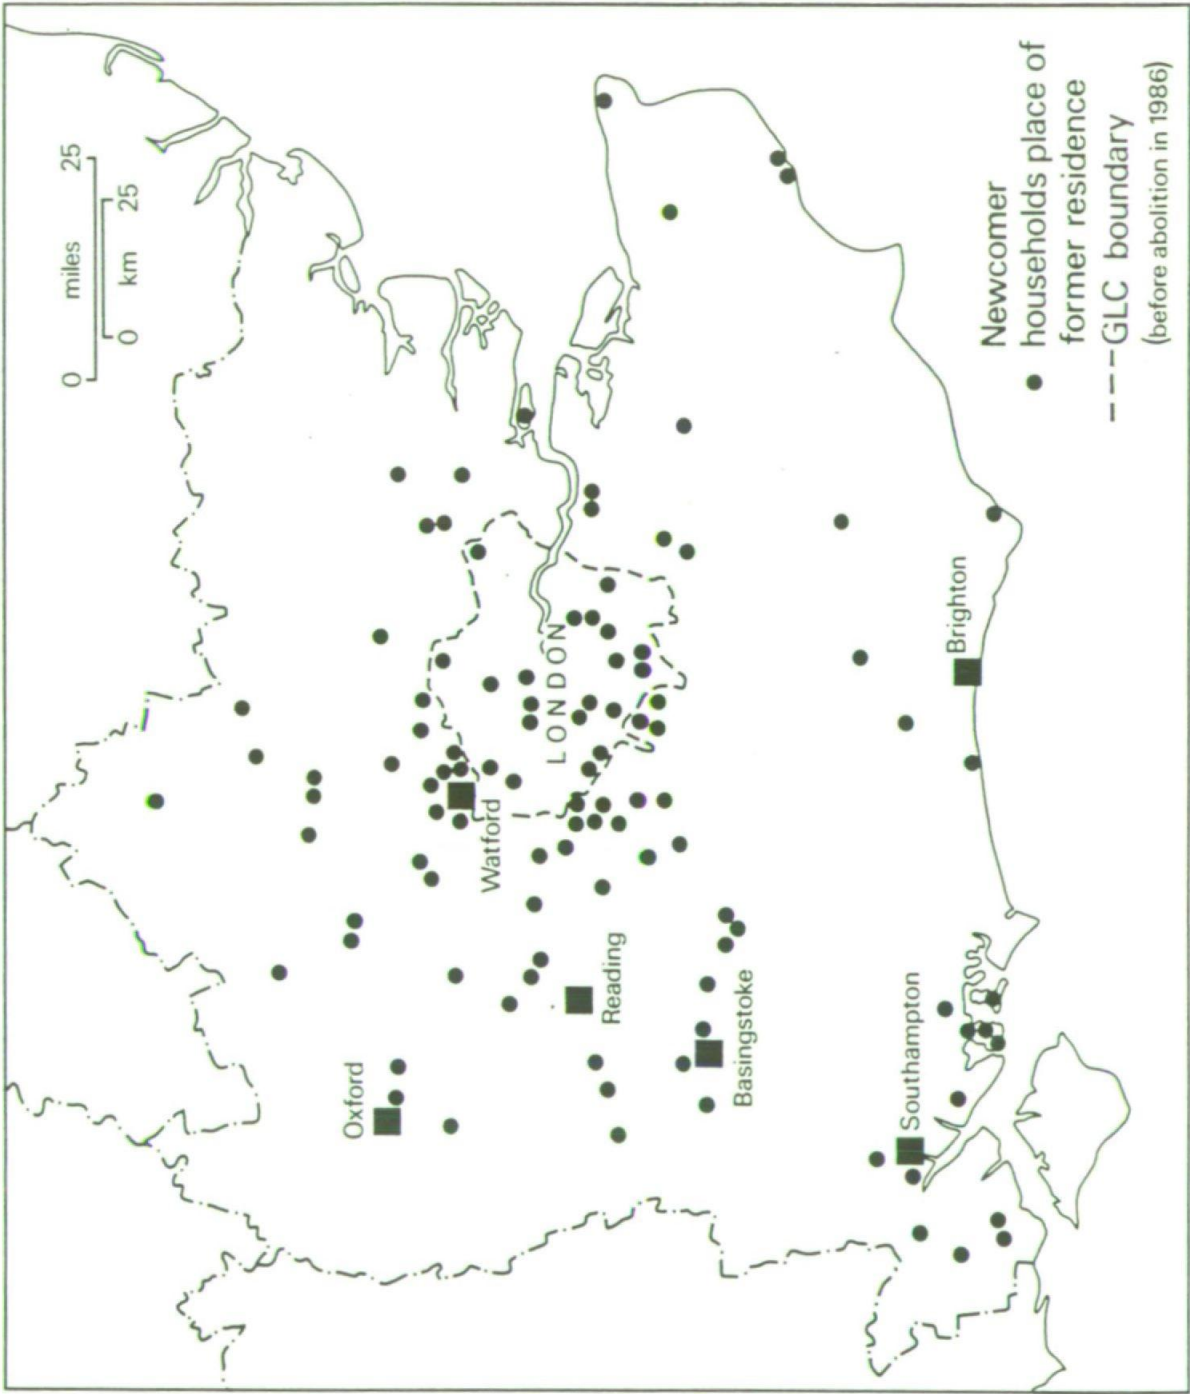 miles
0 25
0 25
km
Oxford
Watford
LONDON
Reading
Basingstoke
Southampton
Brighton
Newcomer
households place of
former residence
GLC boundary
(before abolition in 1986)